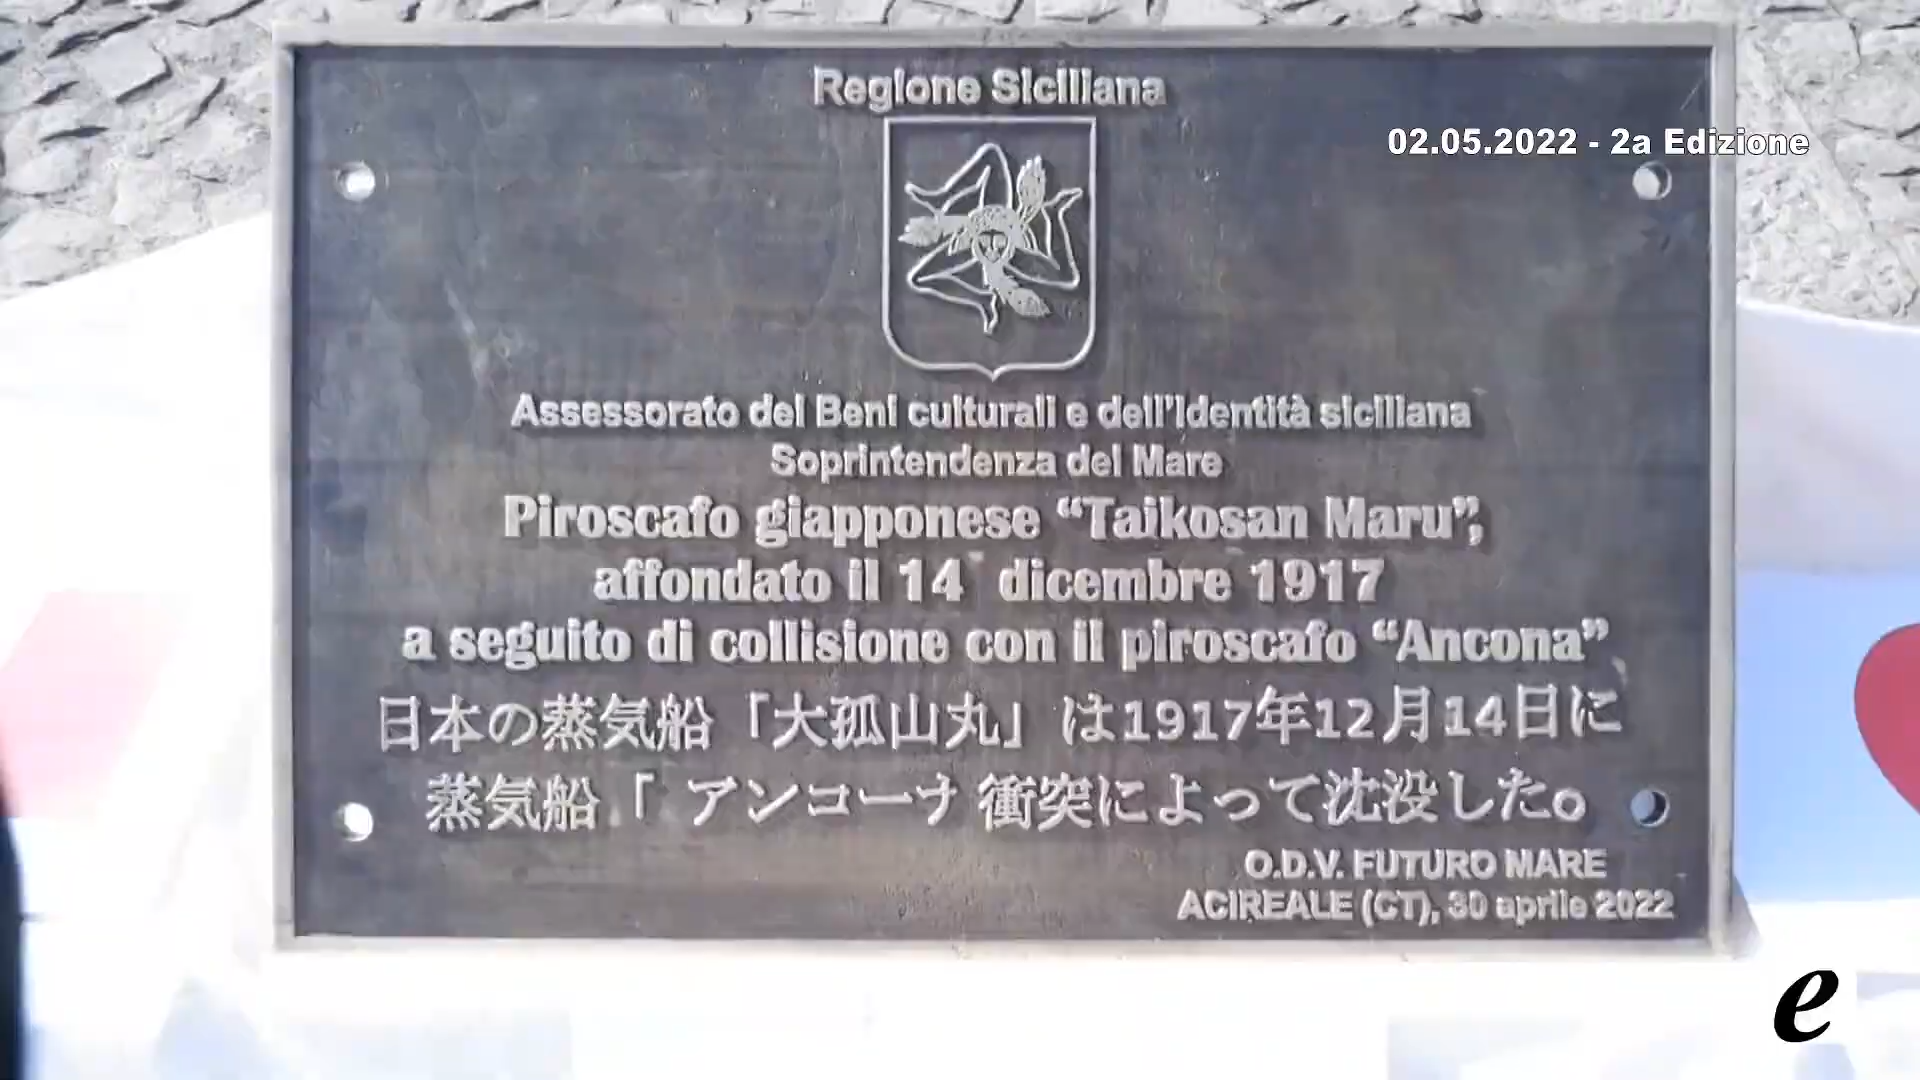 Regione Siciliana
02.05.2022 - 2a Edizione
Assessorato dei Beni culturali e dell'identità siciliana
Soprintendenza del Mare
Piroscafo giapponese “Taikosan Maru”,
affondato il 14 dicembre 1917
a seguito di collisione con il piroscafo “Ancona”
日本の蒸気船「大孤山丸」は1917年12月14日に
蒸気船「 アンコーナ 衝突によって沈没した。
O.D.V. FUTURO MARE
ACIREALE (CT), 30 aprile 2022
e